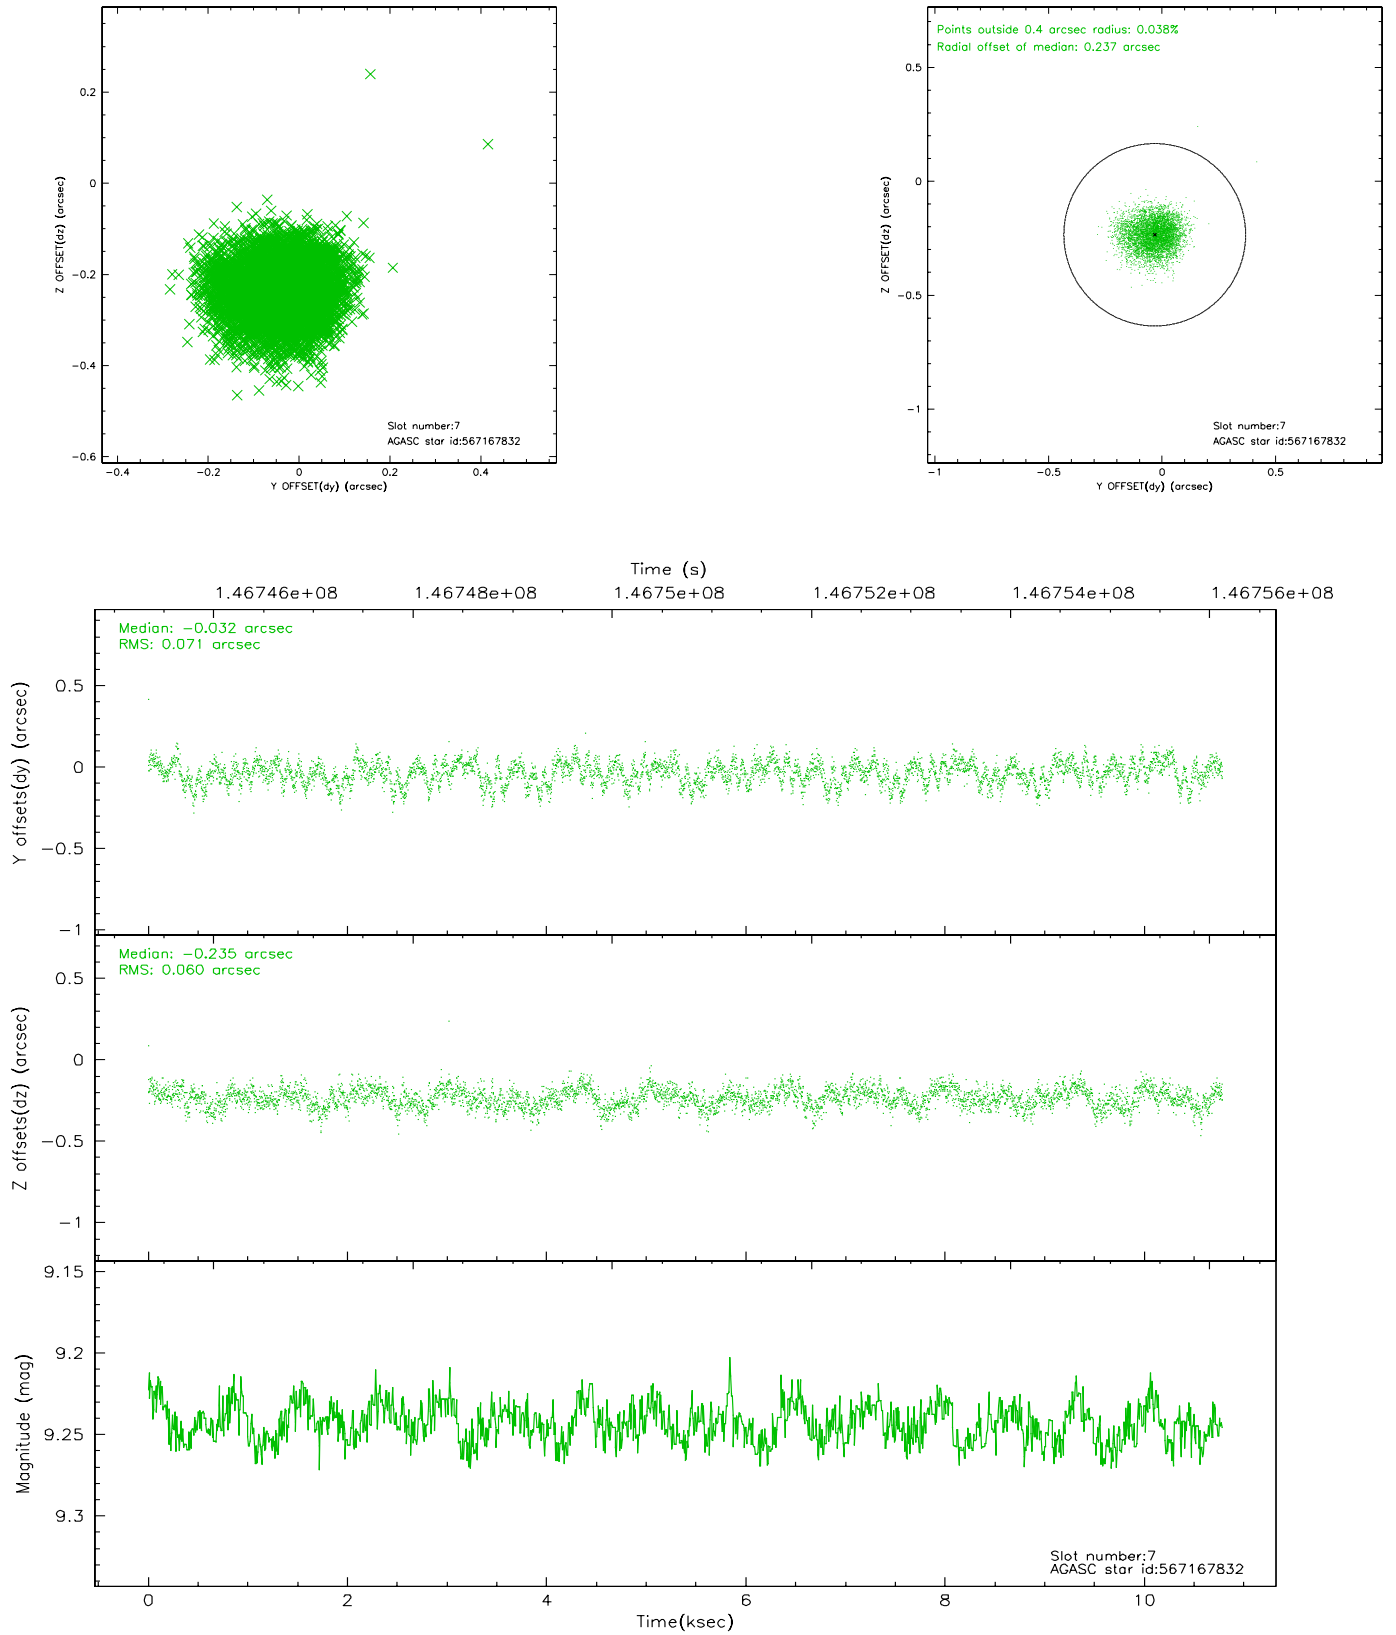 0.2
0
-0.2
-0.4
-0.6
Z OFFSET(dz) (arcsec)
Slot number:7
AGASC star id:567167832
-0.4
-0.2
0
0.2
0.4
Y OFFSET(dy) (arcsec)
Points outside 0.4 arcsec radius: 0.038%
Radial offset of median: 0.237 arcsec
0.5
0
-0.5
-1
Z OFFSET(dz) (arcsec)
Slot number:7
AGASC star id:567167832
-1
-0.5
0
0.5
Y OFFSET(dy) (arcsec)
Time (s)
1.46746e+08
1.46748e+08
1.4675e+08
1.46752e+08
1.46754e+08
1.46756e+08
Median: -0.032 arcsec
RMS: 0.071 arcsec
0.5
0
-0.5
-1
Y offsets(dy) (arcsec)
Median: -0.235 arcsec
RMS: 0.060 arcsec
0.5
0
-0.5
-1
Z offsets(dz) (arcsec)
9.15
9.2
9.25
9.3
Magnitude (mag)
Slot number:7
AGASC star id:567167832
0
2
4
6
8
10
Time(ksec)